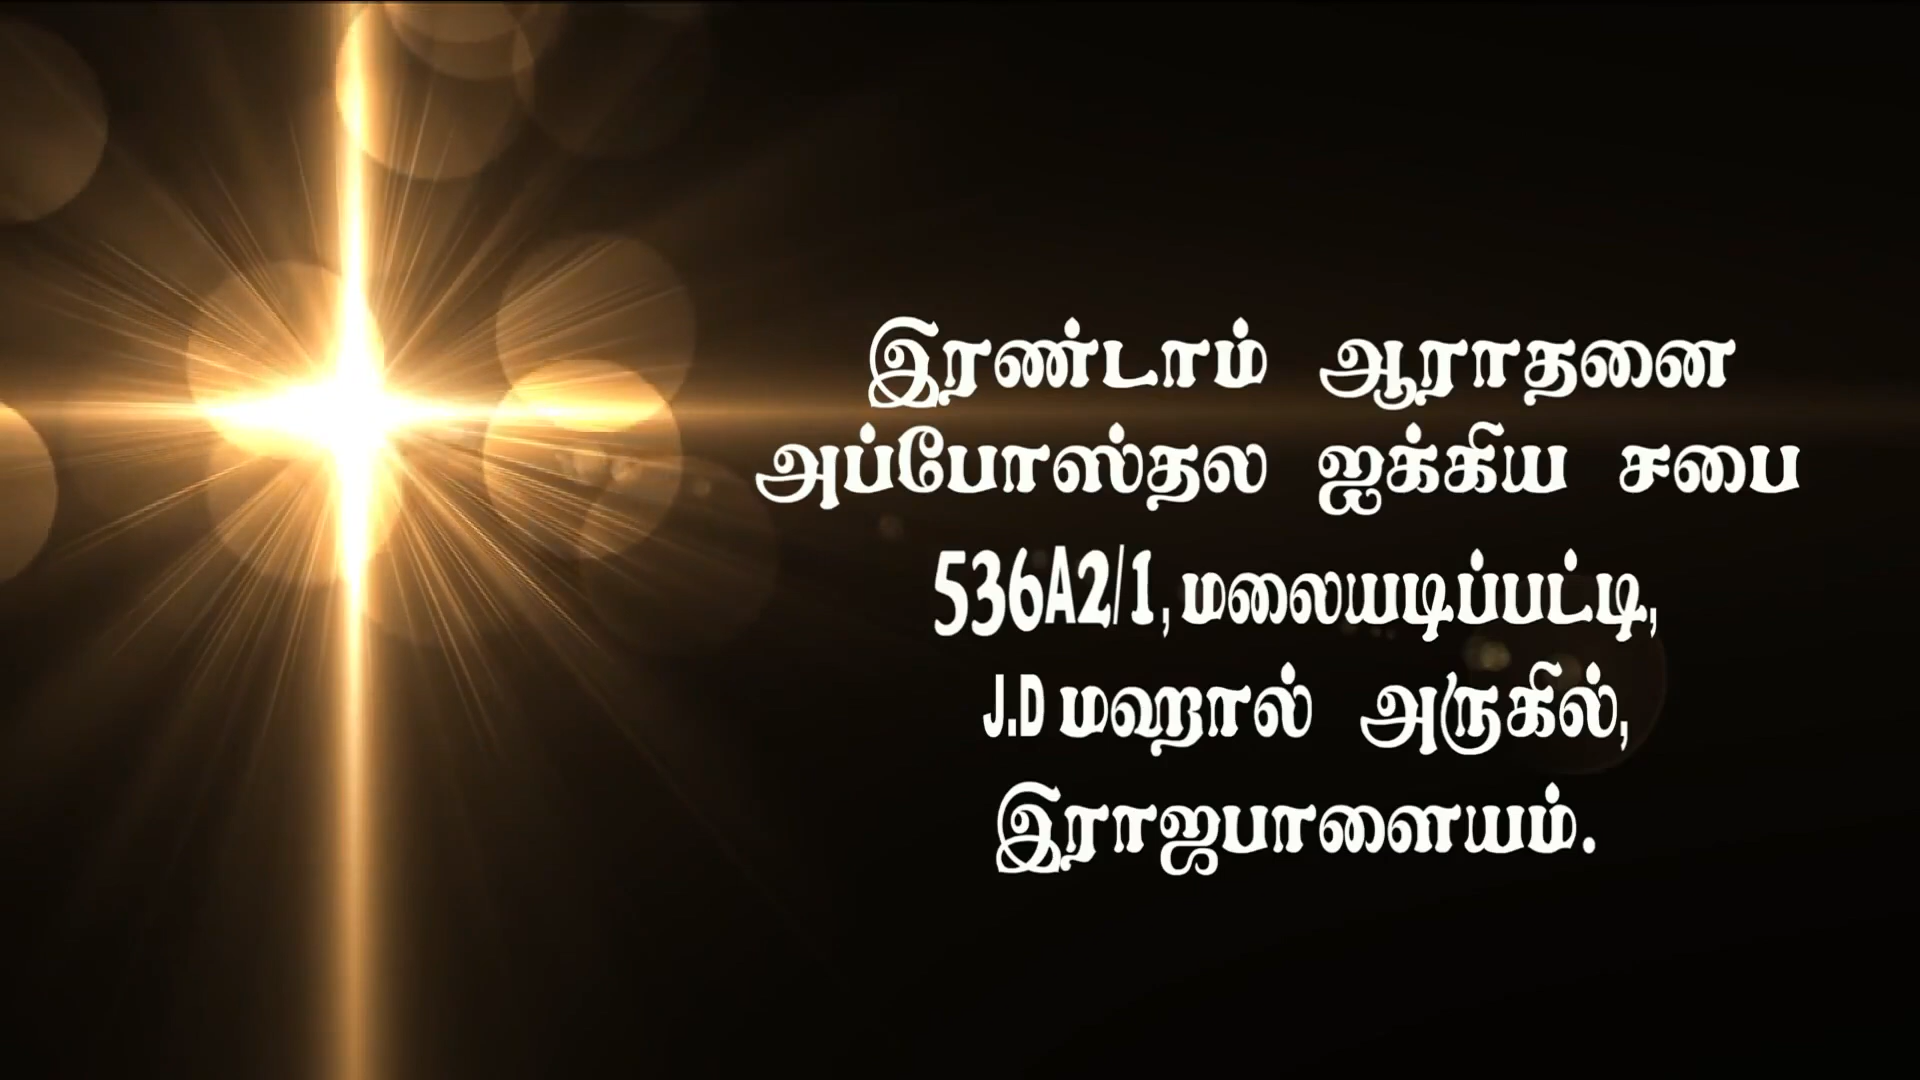 இரண்டாம் ஆராதனை
அப்போஸ்தல ஐக்கிய சபை
536A2/1, மலையடிப்பட்டி,
J.D மஹால் அருகில்,
இராஜபாளையம்.